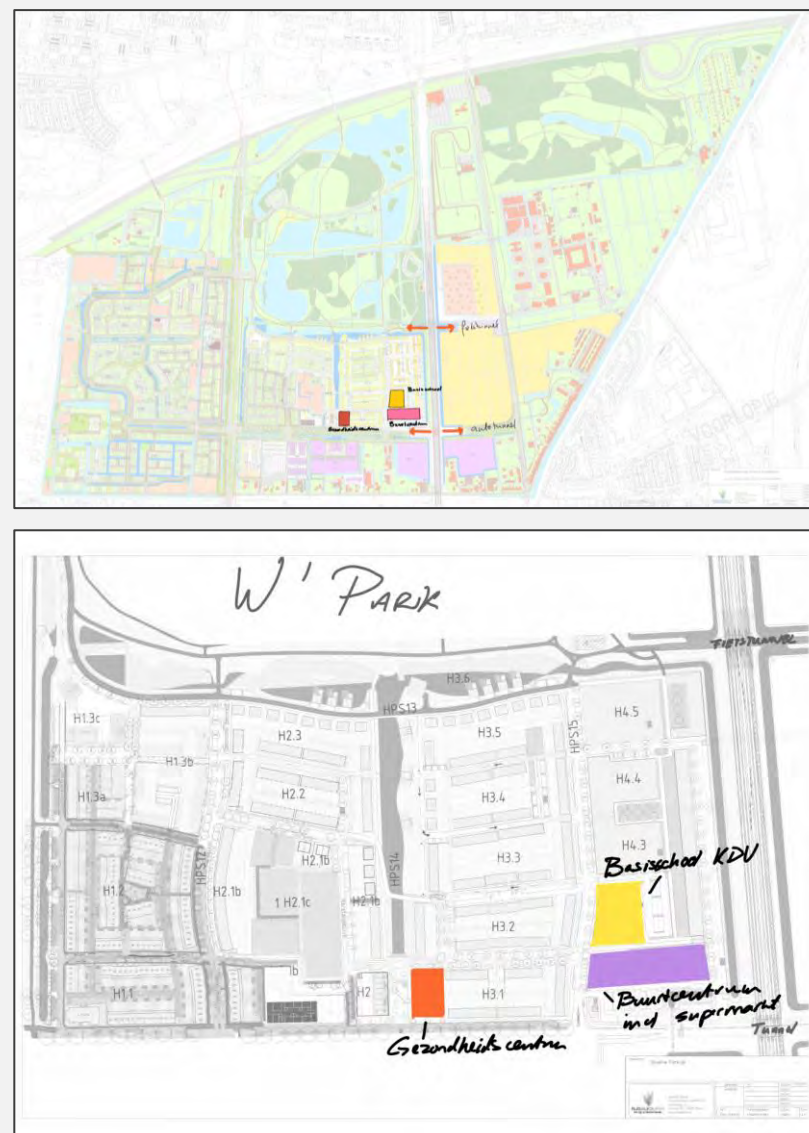 fietstunnel
Basisschool
Gezondheidscentrum
Buurtcentrum
autotunnel
W' PARK
FIETSTUNNEL
H3.6
HPS13
H1.3c
H2.3
H3.5
HPS15
H4.5
H1.3b
H2.2
H3.4
H4.4
H1.3a
H2.1b
H3.3
H4.3
Basisschool KDV
HPS12
H1.2
H2.1b
1 H2.1c
H2.1b
HPS14
H3.2
H1.1
1b
H2
H3.1
Buurtcentrum
incl supermarkt
Tunnel
Gezondheidscentrum